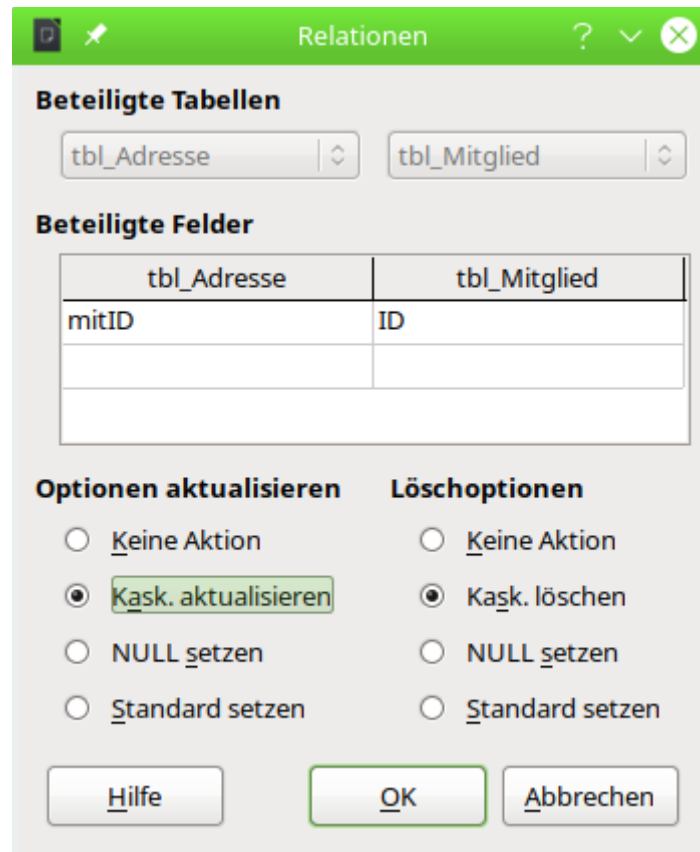 Relationen
Beteiligte Tabellen
tbl_Adresse tbl_Mitglied
Beteiligte Felder
tbl_Adresse tbl_Mitglied
mitID ID
Optionen aktualisieren Löschoptionen
Keine Aktion Keine Aktion
Kask. aktualisieren Kask. löschen
NULL setzen NULL setzen
Standard setzen Standard setzen
Hilfe OK Abbrechen